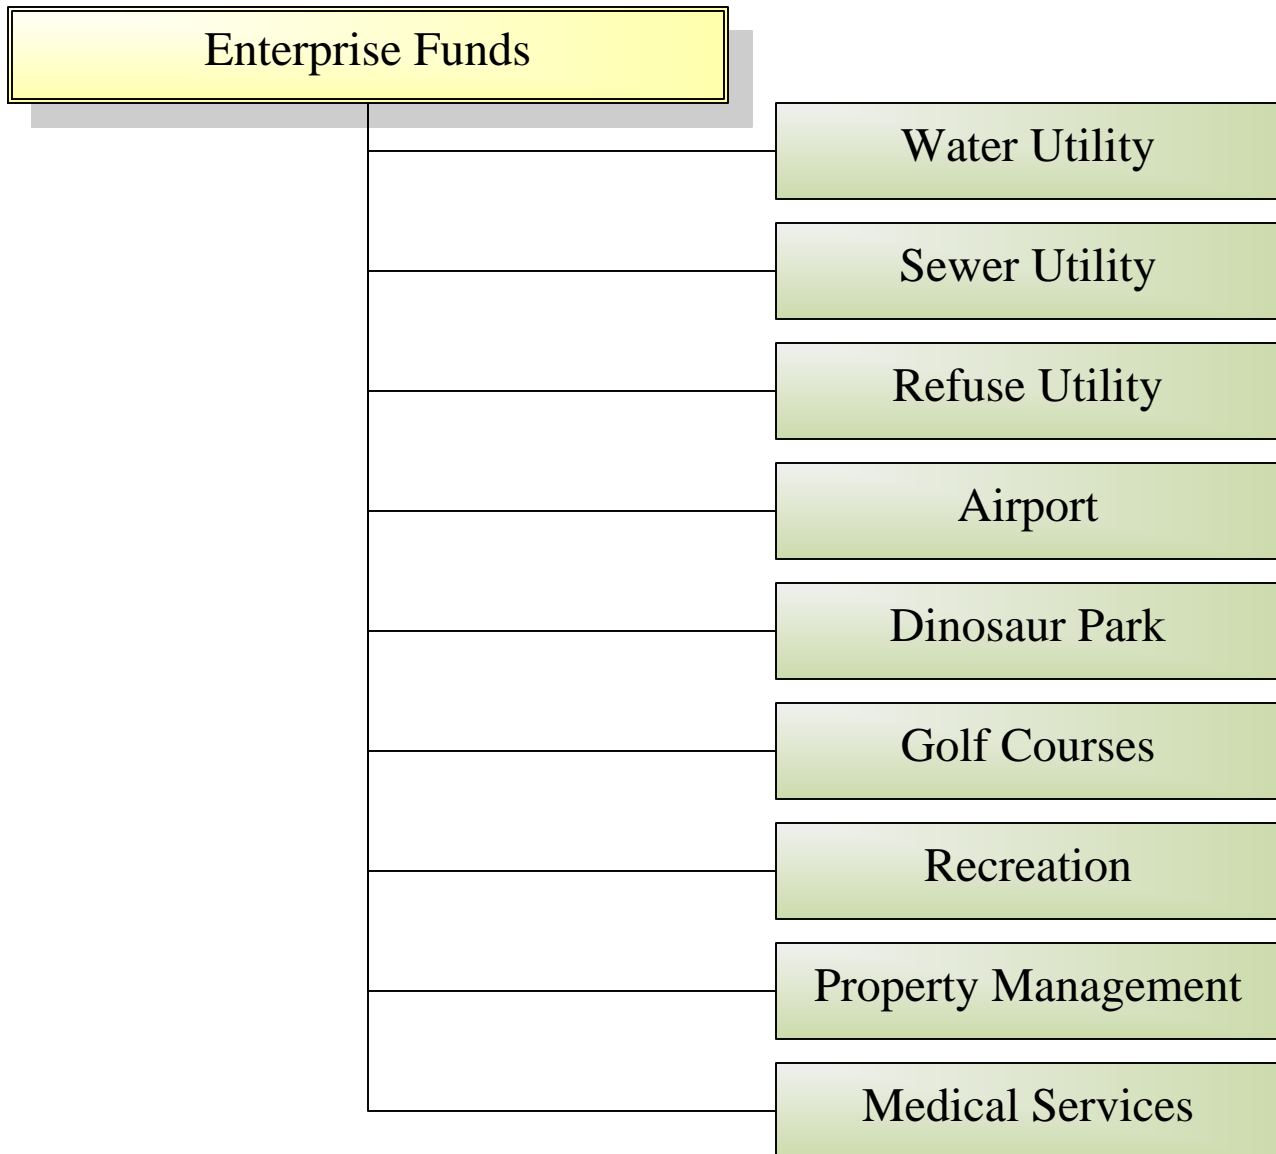 Enterprise Funds
Water Utility
Sewer Utility
Refuse Utility
Airport
Dinosaur Park
Golf Courses
Recreation
Property Management
Medical Services